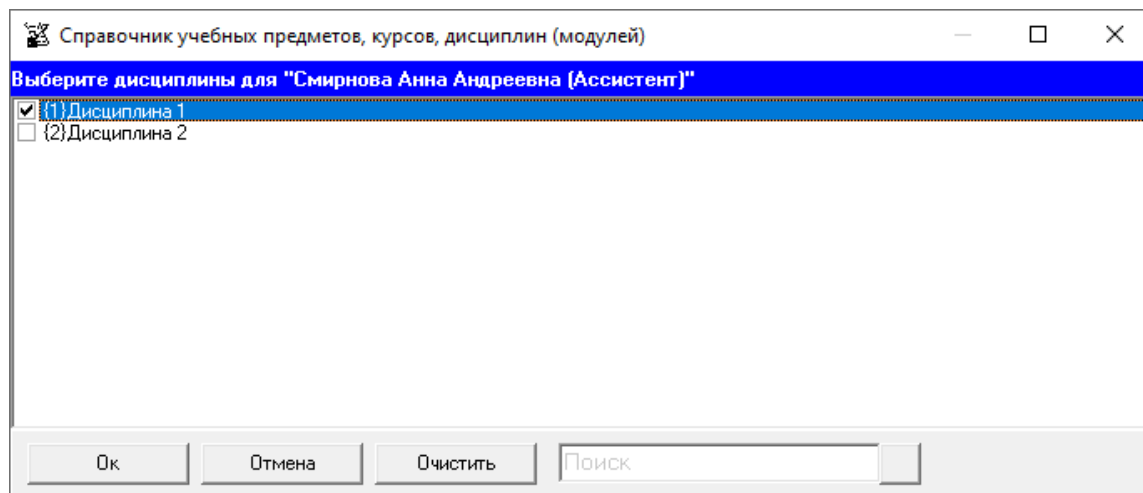 Справочник учебных предметов, курсов, дисциплин (модулей)
Выберите дисциплины для "Смирнова Анна Андреевна (Ассистент)"
{1}Дисциплина 1
{2}Дисциплина 2
Ок Отмена Очистить Поиск